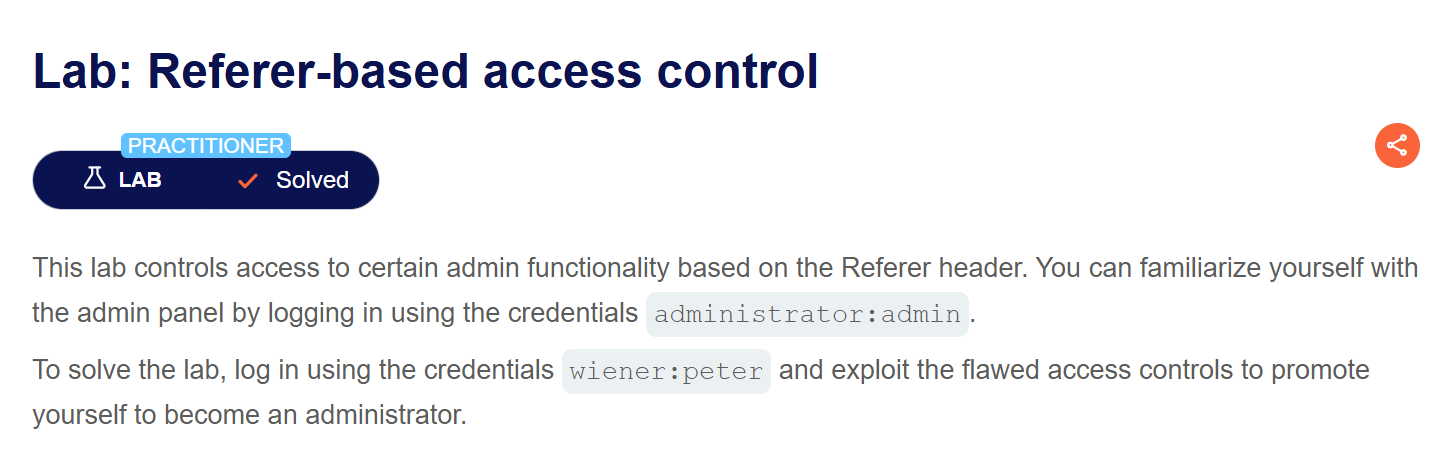 Lab: Referer-based access control
PRACTITIONER
LAB Solved
This lab controls access to certain admin functionality based on the Referer header. You can familiarize yourself with
the admin panel by logging in using the credentials administrator:admin.
To solve the lab, log in using the credentials wiener:peter and exploit the flawed access controls to promote
yourself to become an administrator.